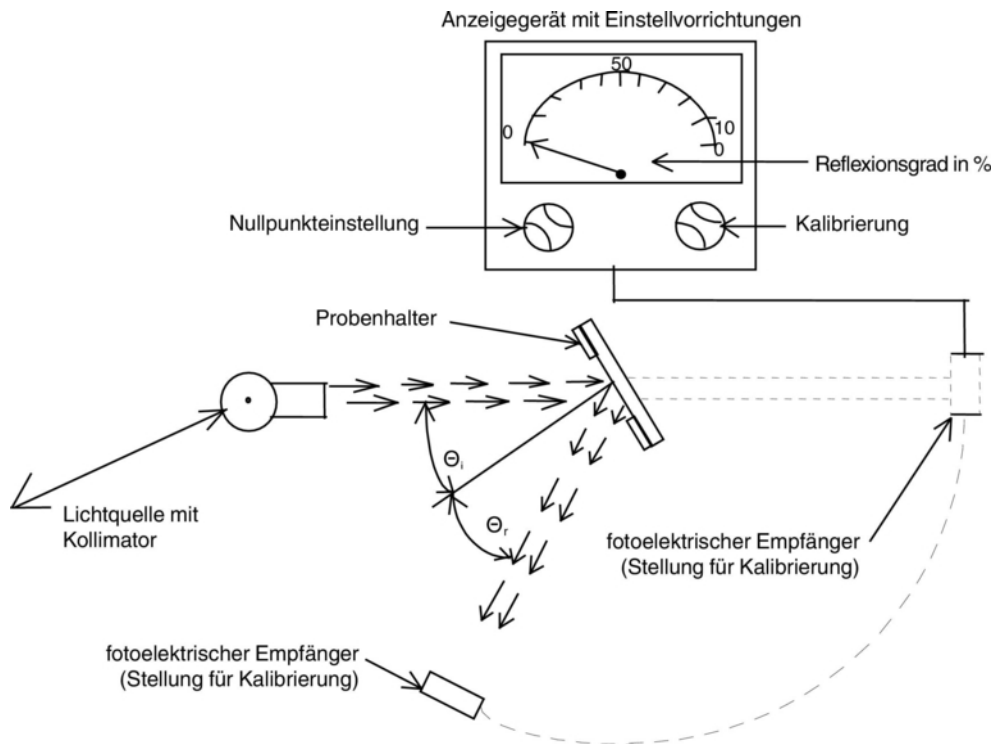 Anzeigegerät mit Einstellvorrichtungen
50
0
10
0
Reflexionsgrad in %
Nullpunkteinstellung
Kalibrierung
Probenhalter
Θi
Θr
Lichtquelle mit
Kollimator
fotoelektrischer Empfänger
(Stellung für Kalibrierung)
fotoelektrischer Empfänger
(Stellung für Kalibrierung)